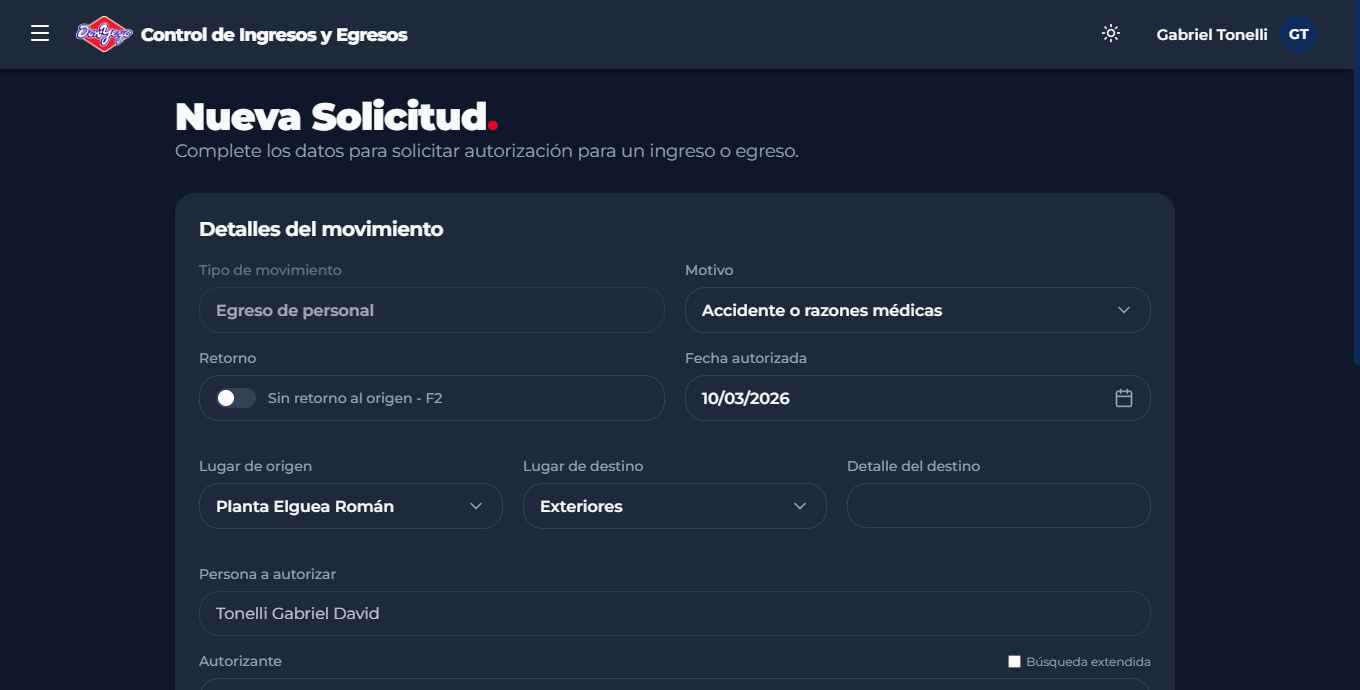 Don Yeyo Control de Ingresos y Egresos
Gabriel Tonelli GT
Nueva Solicitud.
Complete los datos para solicitar autorización para un ingreso o egreso.
Detalles del movimiento
Tipo de movimiento
Egreso de personal
Motivo
Accidente o razones médicas
Retorno
Sin retorno al origen - F2
Fecha autorizada
10/03/2026
Lugar de origen
Planta Elguea Román
Lugar de destino
Exteriores
Detalle del destino
Persona a autorizar
Tonelli Gabriel David
Autorizante
Búsqueda extendida